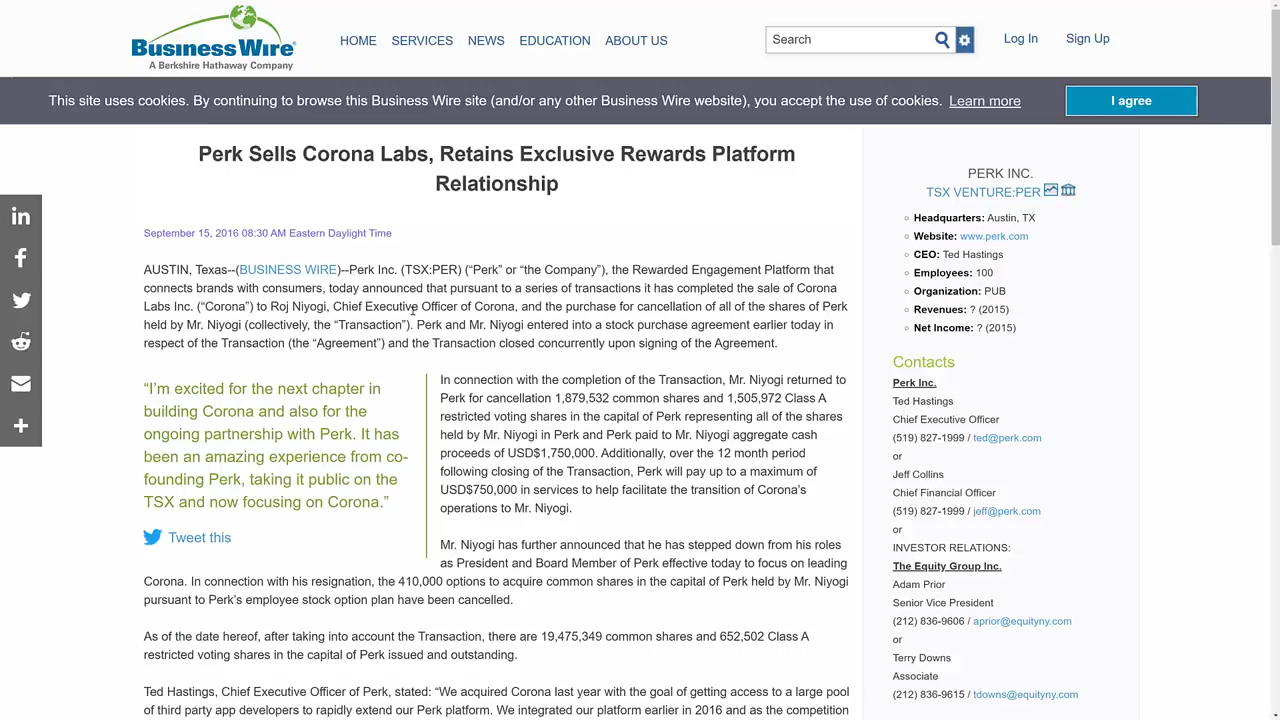 BUSINESS WIRE
A Berkshire Hathaway Company
HOME SERVICES NEWS EDUCATION ABOUT US
Search
Log In Sign Up
This site uses cookies. By continuing to browse this Business Wire site (and/or any other Business Wire website), you accept the use of cookies. Learn more
I agree
Perk Sells Corona Labs, Retains Exclusive Rewards Platform
Relationship
September 15, 2016 08:30 AM Eastern Daylight Time
AUSTIN, Texas--(BUSINESS WIRE)--Perk Inc. (TSX:PER) (“Perk” or “the Company”), the Rewarded Engagement Platform that
connects brands with consumers, today announced that pursuant to a series of transactions it has completed the sale of Corona
Labs Inc. (“Corona”) to Roj Niyogi, Chief Executive Officer of Corona, and the purchase for cancellation of all of the shares of Perk
held by Mr. Niyogi (collectively, the “Transaction”). Perk and Mr. Niyogi entered into a stock purchase agreement earlier today in
respect of the Transaction (the “Agreement”) and the Transaction closed concurrently upon signing of the Agreement.
“I’m excited for the next chapter in
building Corona and also for the
ongoing partnership with Perk. It has
been an amazing experience from co-
founding Perk, taking it public on the
TSX and now focusing on Corona.”
Tweet this
In connection with the completion of the Transaction, Mr. Niyogi returned to
Perk for cancellation 1,879,532 common shares and 1,505,972 Class A
restricted voting shares in the capital of Perk representing all of the shares
held by Mr. Niyogi in Perk and Perk paid to Mr. Niyogi aggregate cash
proceeds of USD$1,750,000. Additionally, over the 12 month period
following closing of the Transaction, Perk will pay up to a maximum of
USD$750,000 in services to help facilitate the transition of Corona’s
operations to Mr. Niyogi.
Mr. Niyogi has further announced that he has stepped down from his roles
as President and Board Member of Perk effective today to focus on leading
Corona. In connection with his resignation, the 410,000 options to acquire common shares in the capital of Perk held by Mr. Niyogi
pursuant to Perk’s employee stock option plan have been cancelled.
As of the date hereof, after taking into account the Transaction, there are 19,475,349 common shares and 652,502 Class A
restricted voting shares in the capital of Perk issued and outstanding.
Ted Hastings, Chief Executive Officer of Perk, stated: “We acquired Corona last year with the goal of getting access to a large pool
of third party app developers to rapidly extend our Perk platform. We integrated our platform earlier in 2016 and as the competition
PERK INC.
TSX VENTURE:PER
Headquarters: Austin, TX
Website: www.perk.com
CEO: Ted Hastings
Employees: 100
Organization: PUB
Revenues: ? (2015)
Net Income: ? (2015)
Contacts
Perk Inc.
Ted Hastings
Chief Executive Officer
(519) 827-1999 / ted@perk.com
or
Jeff Collins
Chief Financial Officer
(519) 827-1999 / jeff@perk.com
or
INVESTOR RELATIONS:
The Equity Group Inc.
Adam Prior
Senior Vice President
(212) 836-9606 / aprior@equityny.com
or
Terry Downs
Associate
(212) 836-9615 / tdowns@equityny.com